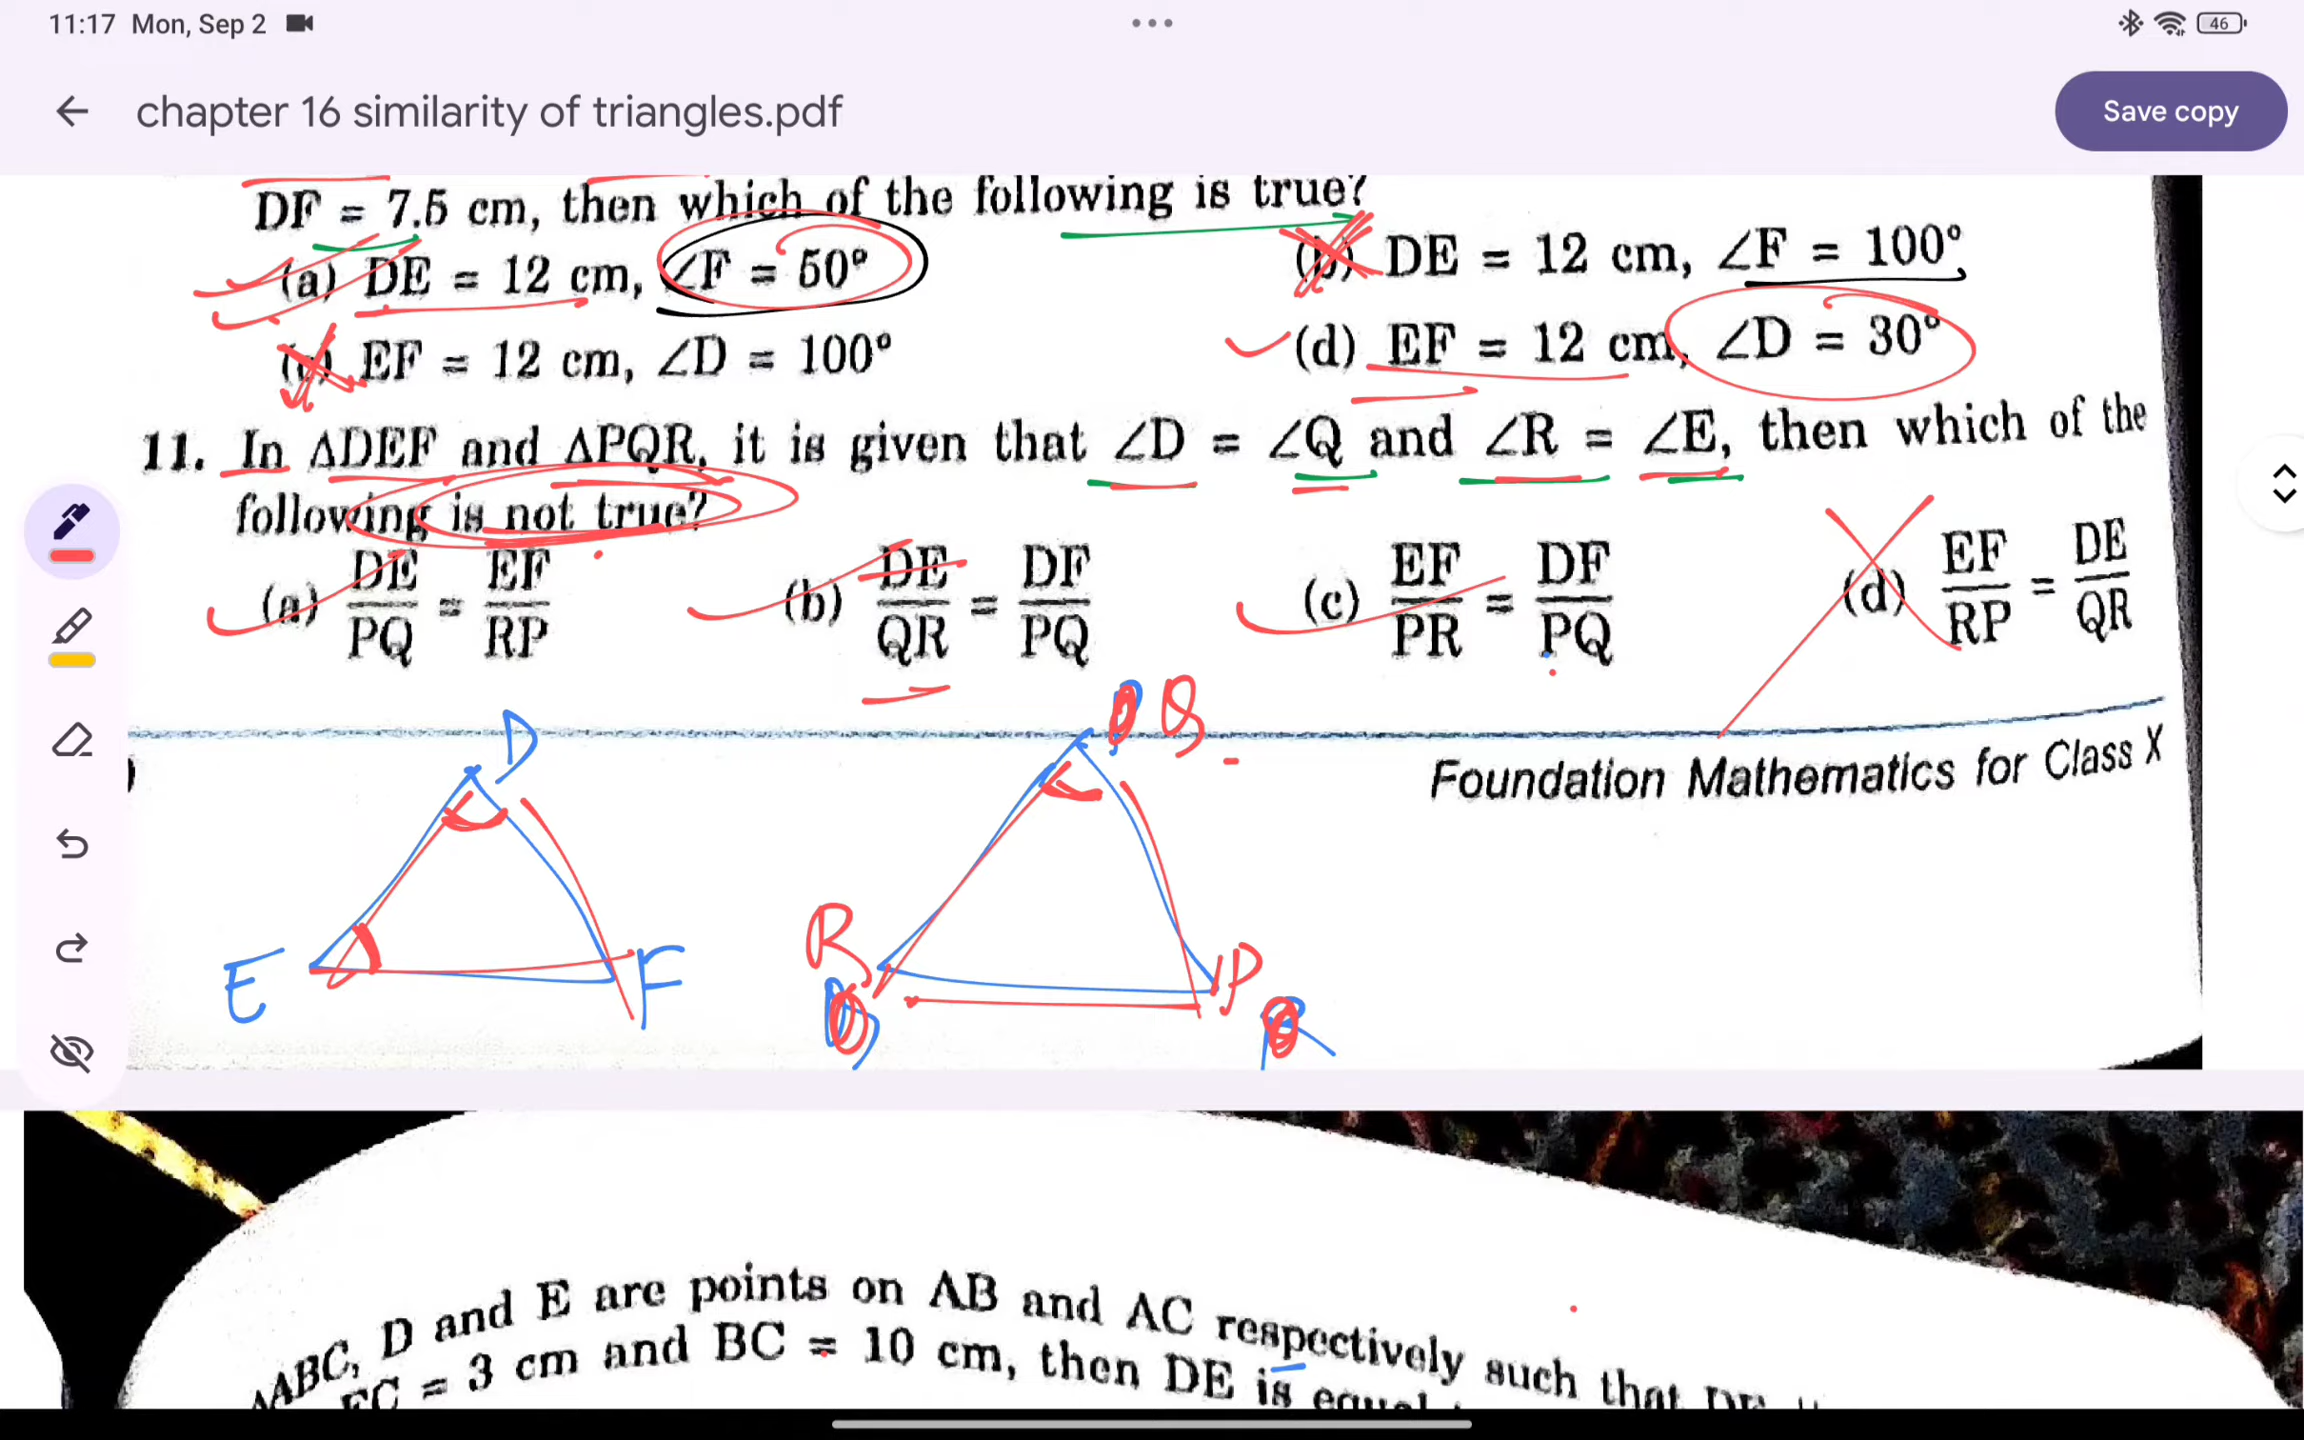 11:17 Mon, Sep 2
46
chapter 16 similarity of triangles.pdf
Save copy
DF = 7.5 cm, then which of the following is true?
(a) DE = 12 cm, ∠F = 50° (b) DE = 12 cm, ∠F = 100°
(c) EF = 12 cm, ∠D = 100° (d) EF = 12 cm, ∠D = 30°
11. In ΔDEF and ΔPQR, it is given that ∠D = ∠Q and ∠R = ∠E, then which of the
following is not true?
(a) DE/PQ = EF/RP (b) DE/QR = DF/PQ (c) EF/PR = DF/PQ (d) EF/RP = DE/QR
D Q
Foundation Mathematics for Class X
E F R P
ABC, D and E are points on AB and AC respectively such that
EC = 3 cm and BC = 10 cm, then DE is equal